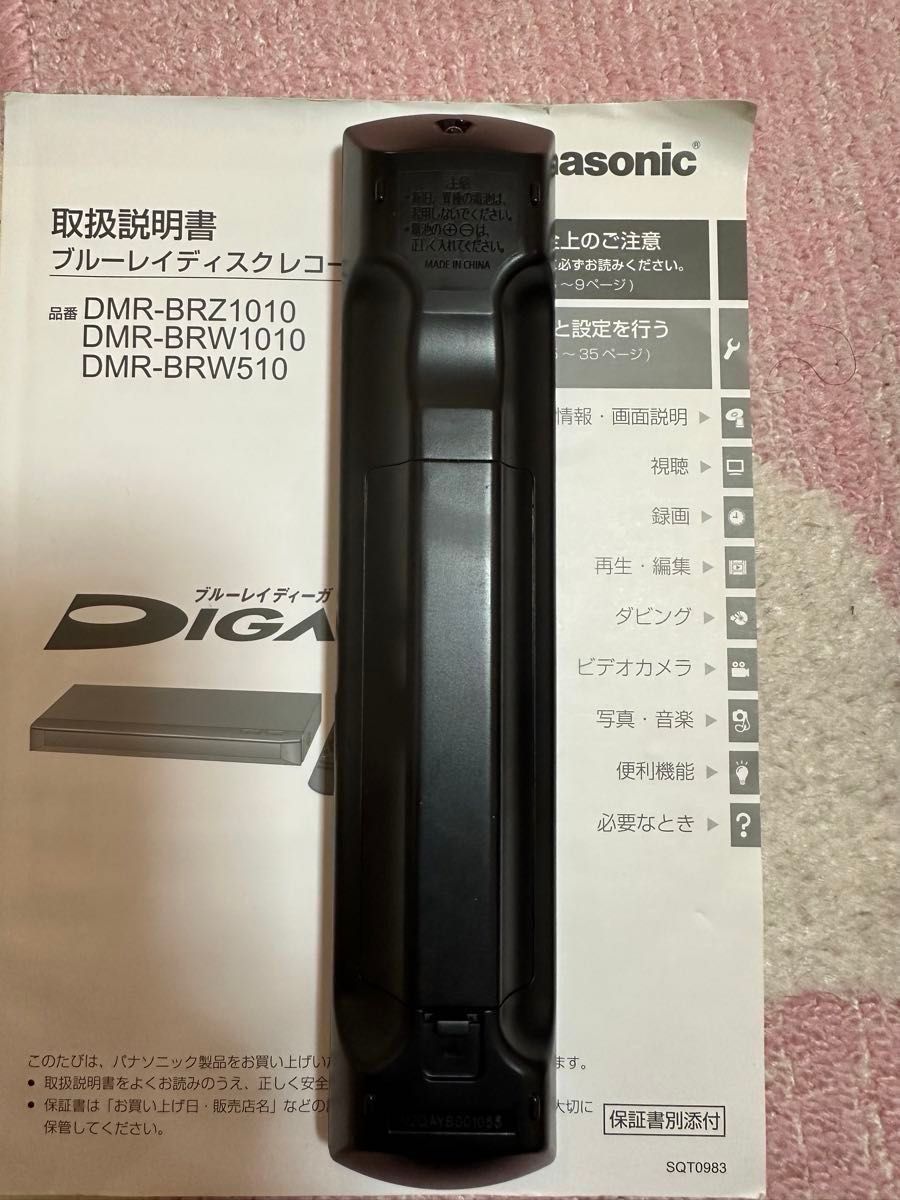 asonic®
取扱説明書
ブルーレイディスクレコー
品番 DMR-BRZ1010
DMR-BRW1010
DMR-BRW510
上のご注意
必ずお読みください。
～9ページ)
と設定を行う
～35ページ)
情報・画面説明
視聴
録画
再生・編集
ダビング
ビデオカメラ
写真・音楽
便利機能
必要なとき
?
ブルーレイディーガ
DIGA
注意
・新旧、異種の電池は、
使用しないでください。
・電池の⊕⊖は、
正しく入れてください。
MADE IN CHINA
このたびは、パナソニック製品をお買い上げい
ます。
● 取扱説明書をよくお読みのうえ、正しく安全
● 保証書は「お買い上げ日・販売店名」などの
大切に
保管してください。
保証書別添付
SQT0983